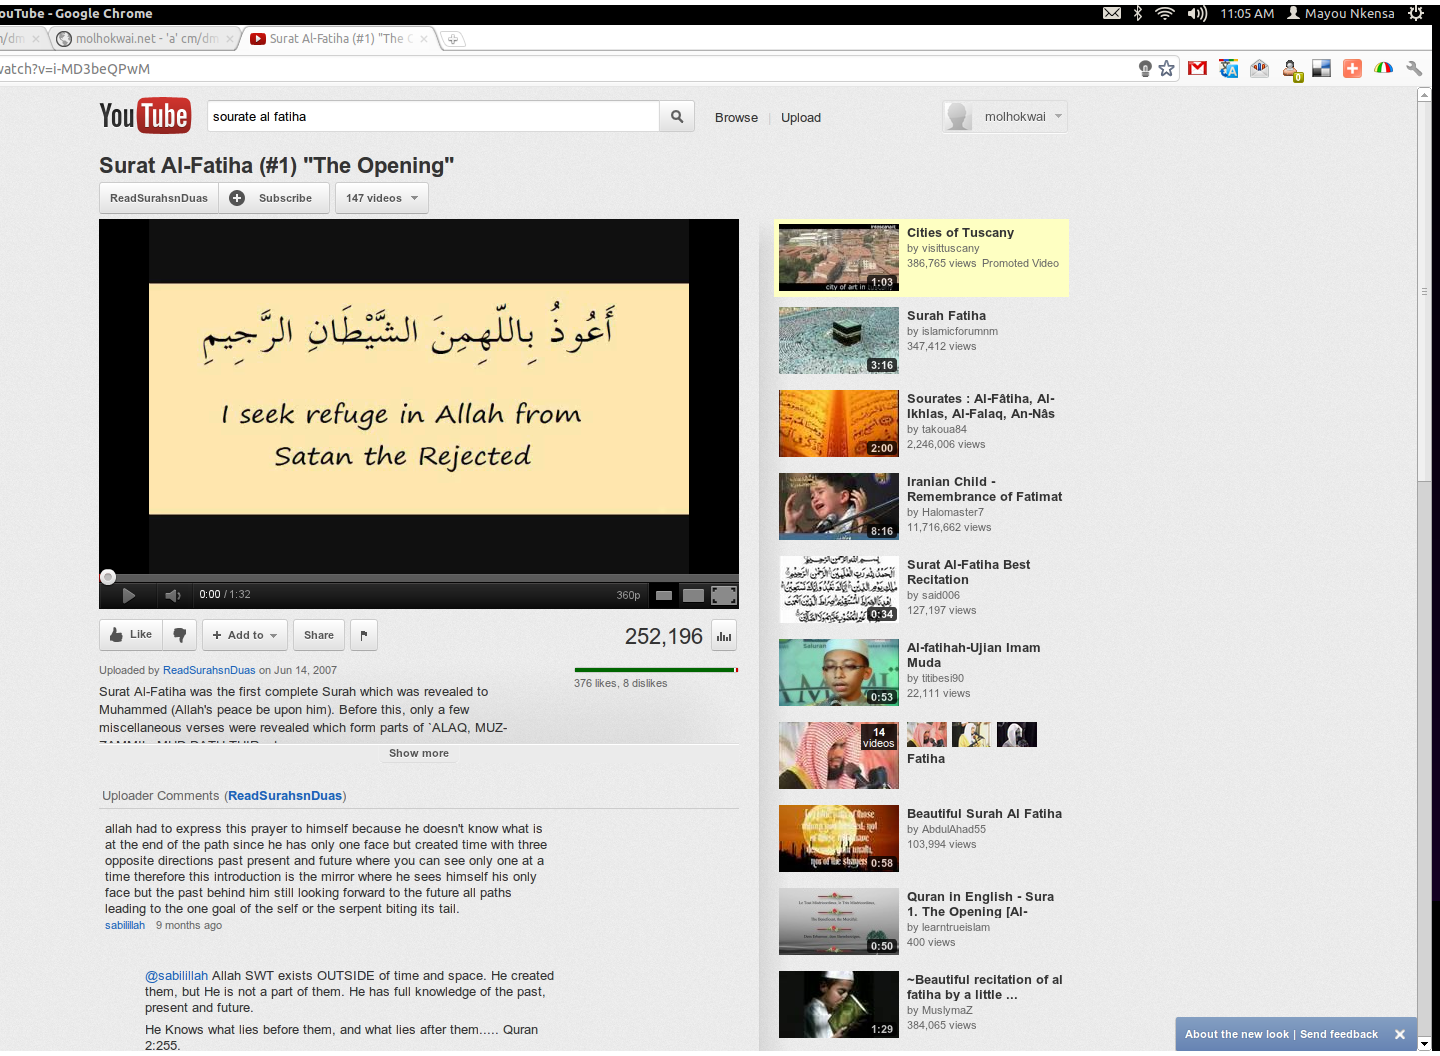 ouTube - Google Chrome
11:05 AM
Mayou Nkensa
molhokwai.net - 'a' cm/dm
Surat Al-Fatiha (#1) "The
watch?v=i-MD3beQPwM
YouTube
sourate al fatiha
Browse
Upload
molhokwai
Surat Al-Fatiha (#1) "The Opening"
ReadSurahsnDuas
Subscribe
147 videos
أَعُوذُ بِاللّهِمِنَ الشَّيْطَانِ الرَّجِيمِ
I seek refuge in Allah from
Satan the Rejected
0:00 / 1:32
360p
Like
Add to
Share
252,196
Uploaded by ReadSurahsnDuas on Jun 14, 2007
376 likes, 8 dislikes
Surat Al-Fatiha was the first complete Surah which was revealed to
Muhammed (Allah's peace be upon him). Before this, only a few
miscellaneous verses were revealed which form parts of `ALAQ, MUZ-
Show more
Uploader Comments (ReadSurahsnDuas)
allah had to express this prayer to himself because he doesn't know what is
at the end of the path since he has only one face but created time with three
opposite directions past present and future where you can see only one at a
time therefore this introduction is the mirror where he sees himself his only
face but the past behind him still looking forward to the future all paths
leading to the one goal of the self or the serpent biting its tail.
sabilillah 9 months ago
@sabilillah Allah SWT exists OUTSIDE of time and space. He created
them, but He is not a part of them. He has full knowledge of the past,
present and future.
He Knows what lies before them, and what lies after them..... Quran
2:255.
1:03
Cities of Tuscany
by visittuscany
386,765 views Promoted Video
3:16
Surah Fatiha
by islamicforumnm
347,412 views
2:00
Sourates : Al-Fâtiha, Al-
Ikhlas, Al-Falaq, An-Nâs
by takoua84
2,246,006 views
8:16
Iranian Child -
Remembrance of Fatimat
by Halomaster7
11,716,662 views
0:34
Surat Al-Fatiha Best
Recitation
by said006
127,197 views
0:53
Al-fatihah-Ujian Imam
Muda
by titibesi90
22,111 views
14
videos
Fatiha
0:58
Beautiful Surah Al Fatiha
by AbdulAhad55
103,994 views
0:50
Quran in English - Sura
1. The Opening [Al-
by learntrueislam
400 views
1:29
~Beautiful recitation of al
fatiha by a little ...
by MuslymaZ
384,065 views
About the new look | Send feedback